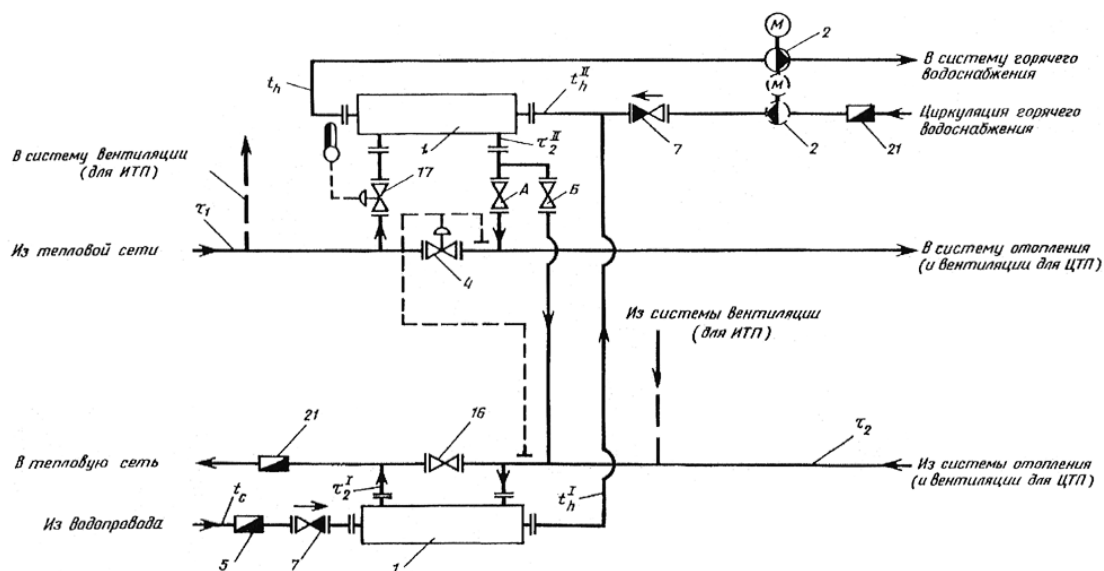 М
2
В систему горячего
водоснабжения
t_h
t_h^II
М
Циркуляция горячего
водоснабжения
1
7
2
21
τ_2^II
В систему вентиляции
(для ИТП)
17
А
Б
τ_1
Из тепловой сети
4
В систему отопления
(и вентиляции для ЦТП)
Из системы вентиляции
(для ИТП)
21
16
τ_2
В тепловую сеть
Из системы отопления
(и вентиляции для ЦТП)
t_c
τ_2^I
t_h^I
Из водопровода
5
7
1